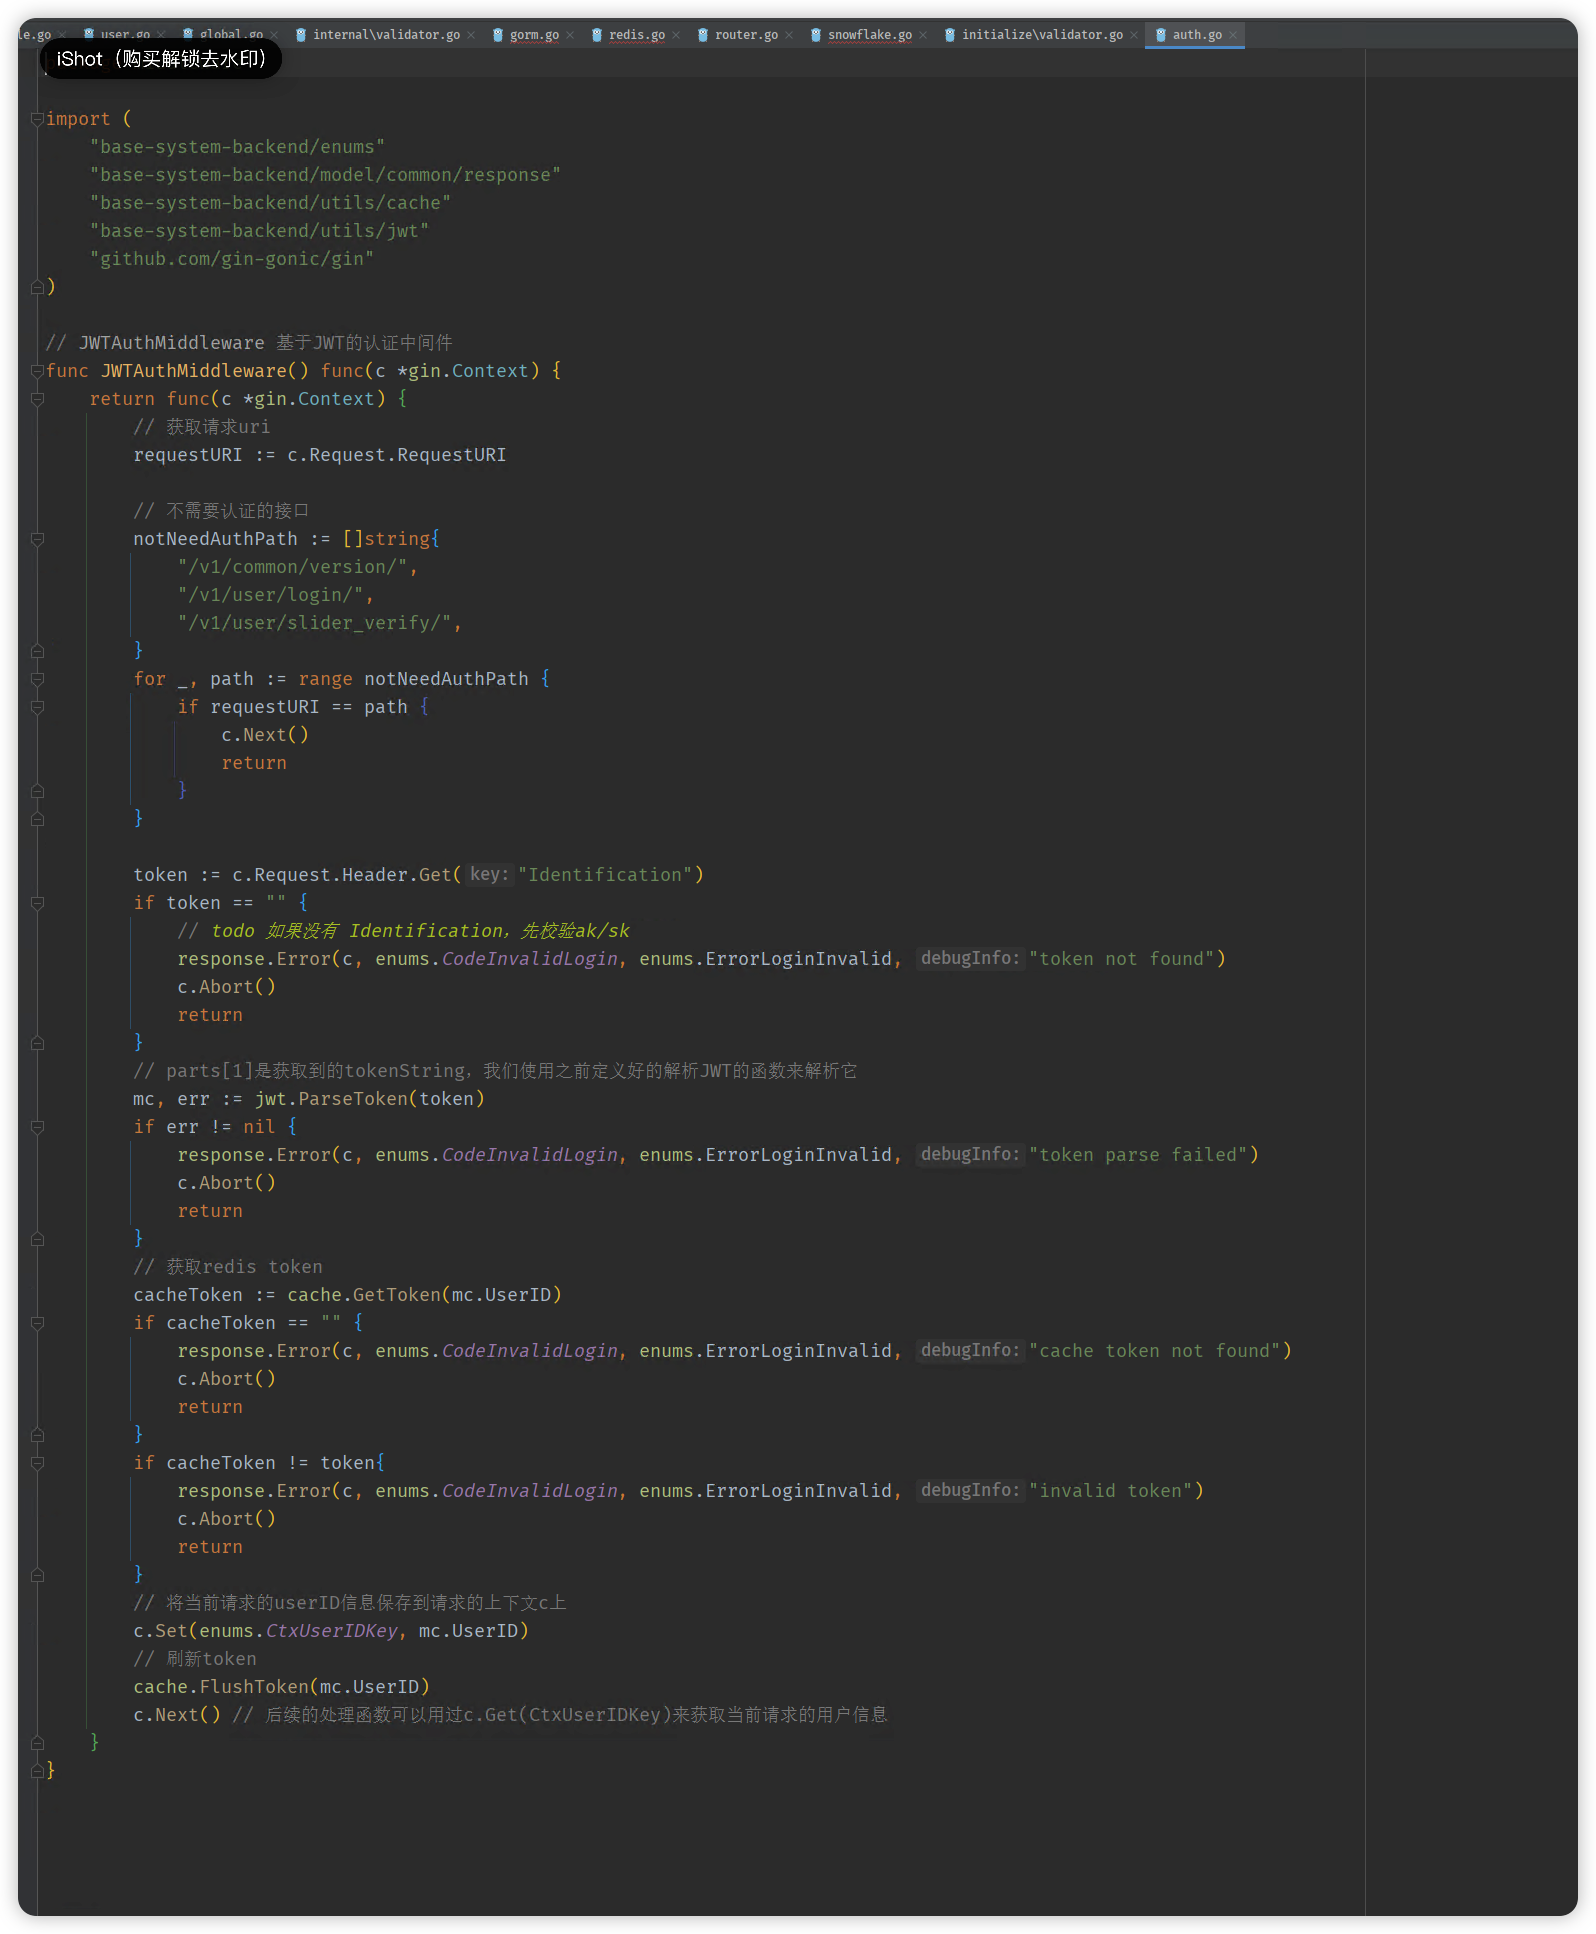 le.go user.go global.go internal\validator.go gorm.go redis.go router.go snowflake.go initialize\validator.go auth.go
iShot（购买解锁去水印）
import (
"base-system-backend/enums"
"base-system-backend/model/common/response"
"base-system-backend/utils/cache"
"base-system-backend/utils/jwt"
"github.com/gin-gonic/gin"
)
// JWTAuthMiddleware 基于JWT的认证中间件
func JWTAuthMiddleware() func(c *gin.Context) {
return func(c *gin.Context) {
// 获取请求uri
requestURI := c.Request.RequestURI
// 不需要认证的接口
notNeedAuthPath := []string{
"/v1/common/version/",
"/v1/user/login/",
"/v1/user/slider_verify/",
}
for _, path := range notNeedAuthPath {
if requestURI == path {
c.Next()
return
}
}
token := c.Request.Header.Get( key: "Identification")
if token == "" {
// todo 如果没有 Identification，先校验ak/sk
response.Error(c, enums.CodeInvalidLogin, enums.ErrorLoginInvalid, debugInfo: "token not found")
c.Abort()
return
}
// parts[1]是获取到的tokenString，我们使用之前定义好的解析JWT的函数来解析它
mc, err := jwt.ParseToken(token)
if err != nil {
response.Error(c, enums.CodeInvalidLogin, enums.ErrorLoginInvalid, debugInfo: "token parse failed")
c.Abort()
return
}
// 获取redis token
cacheToken := cache.GetToken(mc.UserID)
if cacheToken == "" {
response.Error(c, enums.CodeInvalidLogin, enums.ErrorLoginInvalid, debugInfo: "cache token not found")
c.Abort()
return
}
if cacheToken != token{
response.Error(c, enums.CodeInvalidLogin, enums.ErrorLoginInvalid, debugInfo: "invalid token")
c.Abort()
return
}
// 将当前请求的userID信息保存到请求的上下文c上
c.Set(enums.CtxUserIDKey, mc.UserID)
// 刷新token
cache.FlushToken(mc.UserID)
c.Next() // 后续的处理函数可以用过c.Get(CtxUserIDKey)来获取当前请求的用户信息
}
}